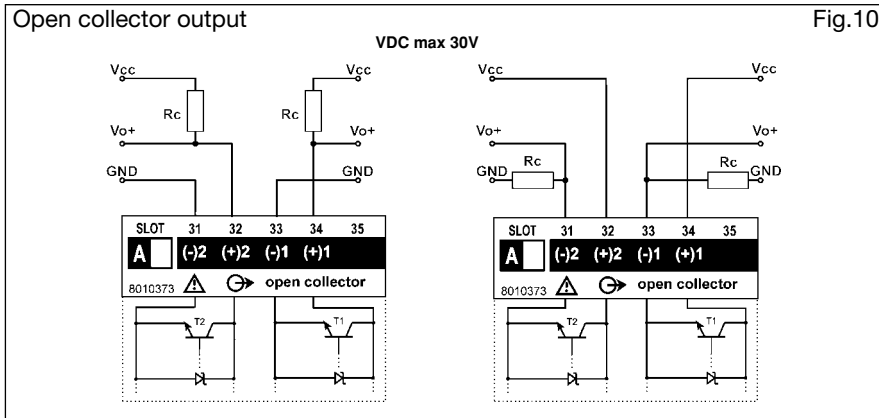 Open collector output Fig.10
VDC max 30V
Vcc Vcc Vcc Vcc
Rc Rc
Vo+ Vo+ Vo+ Vo+
GND GND GND Rc Rc GND
SLOT 31 32 33 34 35 SLOT 31 32 33 34 35
A (-)2 (+)2 (-)1 (+)1 A (-)2 (+)2 (-)1 (+)1
8010373 open collector 8010373 open collector
T2 T1 T2 T1